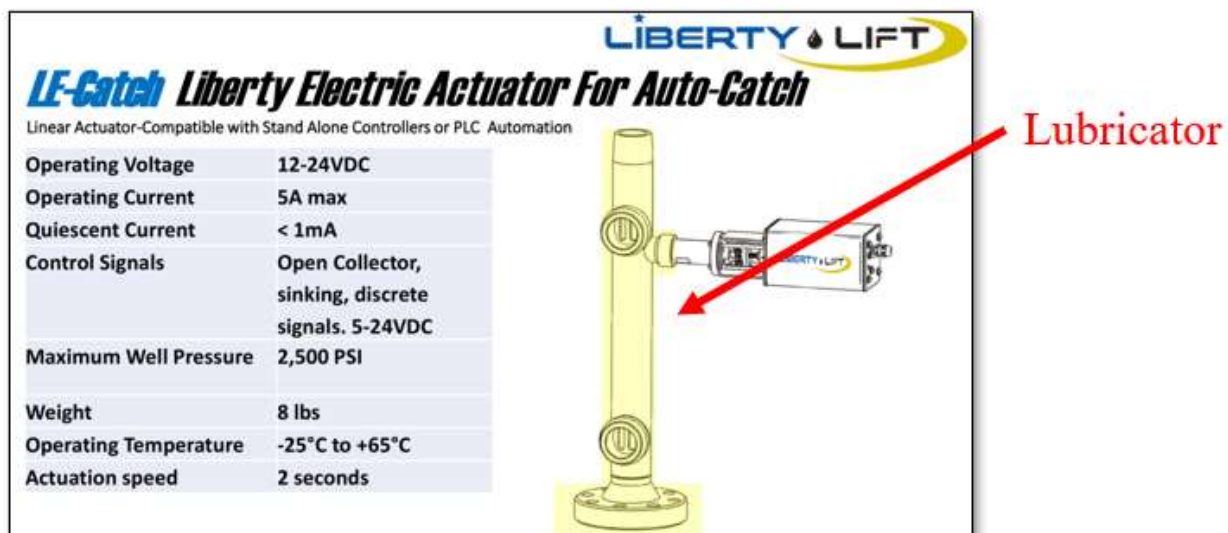 LIBERTY LIFT
LE-Catch Liberty Electric Actuator For Auto-Catch
Linear Actuator-Compatible with Stand Alone Controllers or PLC Automation
Lubricator
Operating Voltage 12-24VDC
Operating Current 5A max
Quiescent Current < 1mA
Control Signals Open Collector,
sinking, discrete
signals. 5-24VDC
Maximum Well Pressure 2,500 PSI
Weight 8 lbs
Operating Temperature -25°C to +65°C
Actuation speed 2 seconds
LIBERTY LIFT